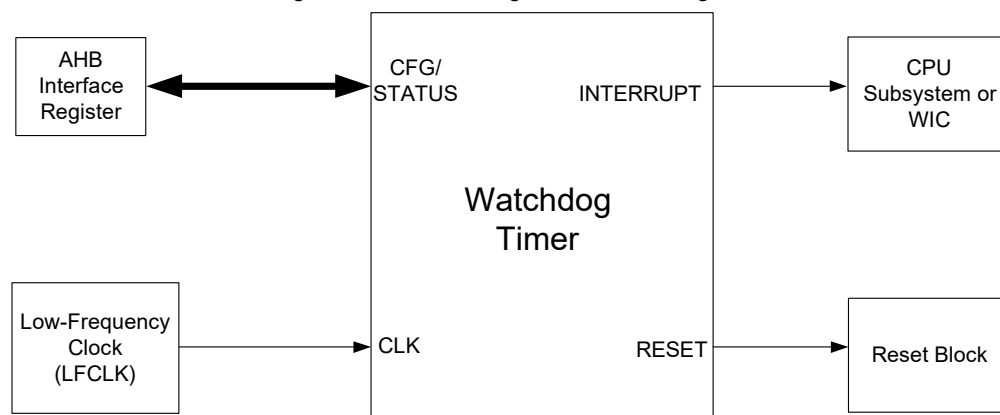 AHB
Interface
Register
CFG/
STATUS
INTERRUPT
CPU
Subsystem or
WIC
Watchdog
Timer
Low-Frequency
Clock
(LFCLK)
CLK
RESET
Reset Block